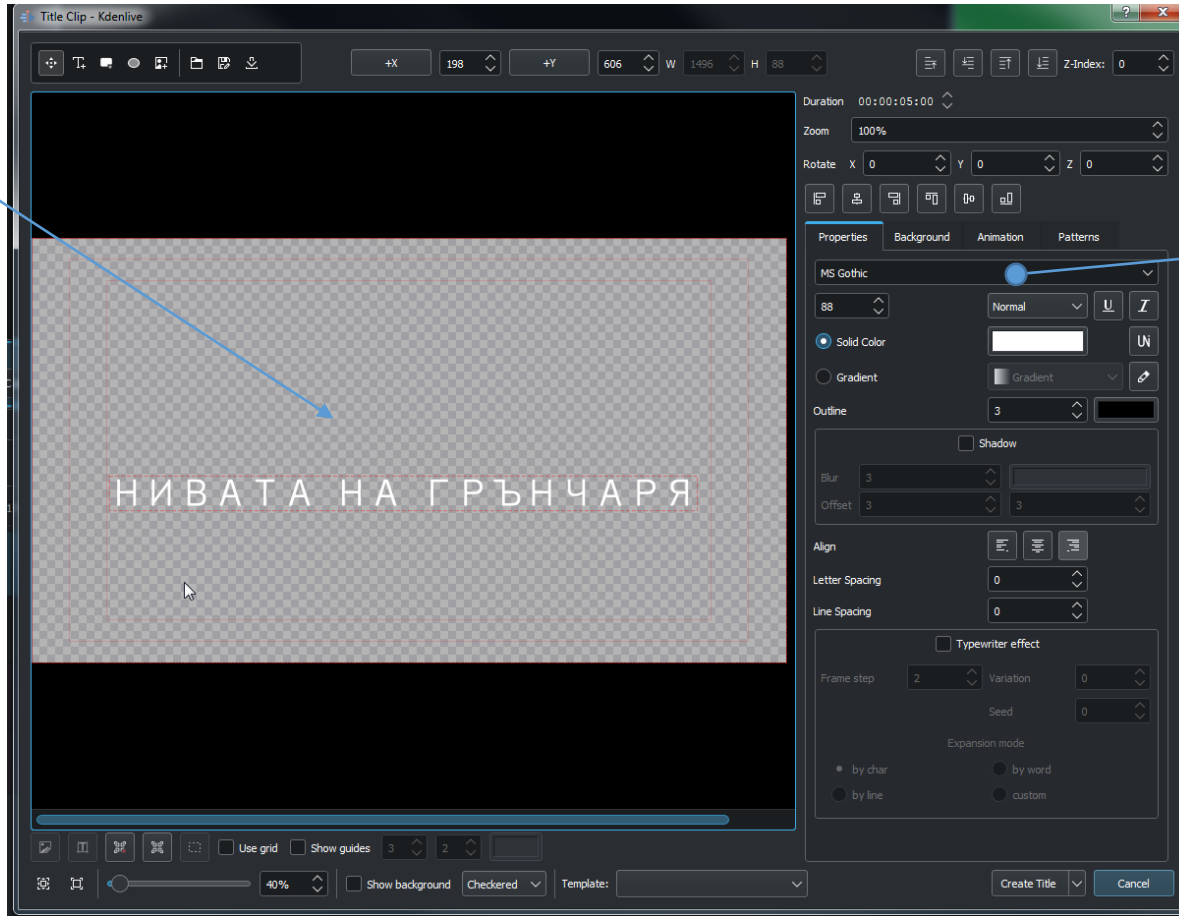 Title Clip - Kdenlive
+X 198 +Y 606 W 1496 H 88 Z-Index: 0
Duration 00:00:05:00
Zoom 100%
Rotate X 0 Y 0 Z 0
Properties Background Animation Patterns
MS Gothic
88 Normal U I
Solid Color
Gradient Gradient
Outline 3
Shadow
Blur 3
Offset 3 3
НИВАТА НА ГРЪНЧАРЯ
Align
Letter Spacing 0
Line Spacing 0
Typewriter effect
Frame step 2 Variation 0
Seed 0
Expansion mode
by char by word
by line custom
Use grid Show guides 3 2
40% Show background Checkered Template: Create Title Cancel